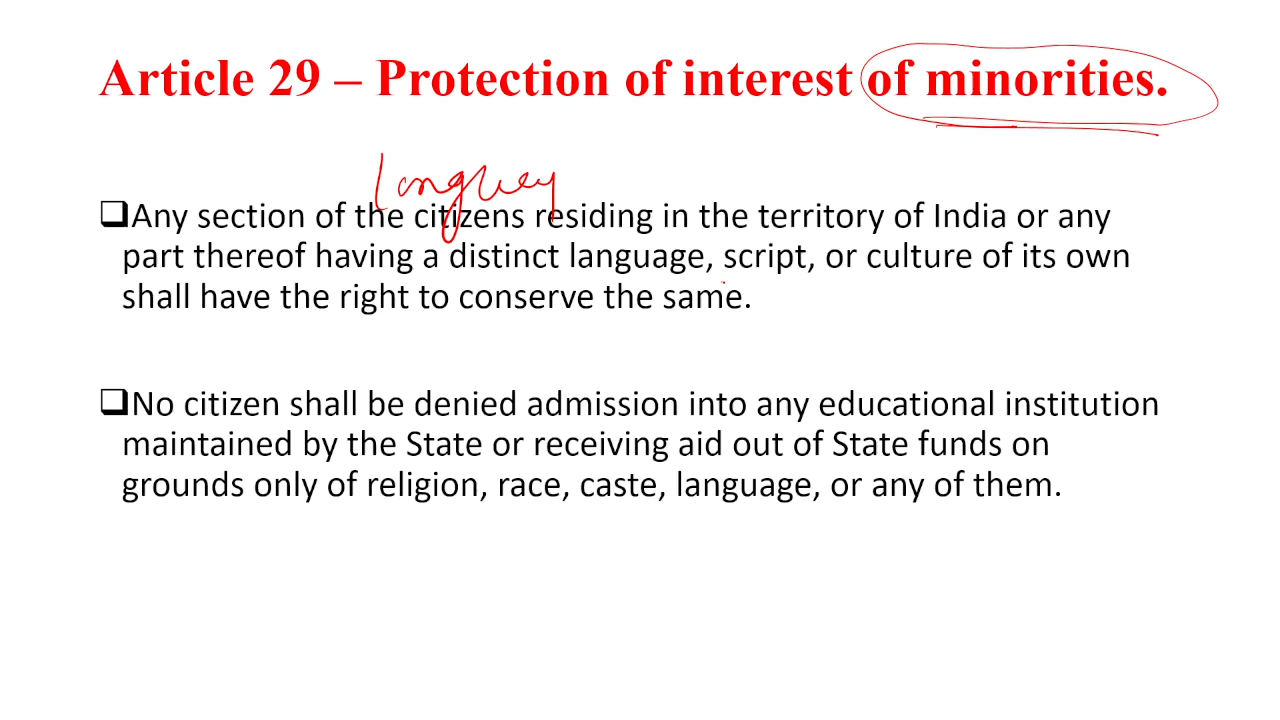 Article 29 – Protection of interest of minorities.
❑Any section of the citizens residing in the territory of India or any
part thereof having a distinct language, script, or culture of its own
shall have the right to conserve the same.
❑No citizen shall be denied admission into any educational institution
maintained by the State or receiving aid out of State funds on
grounds only of religion, race, caste, language, or any of them.